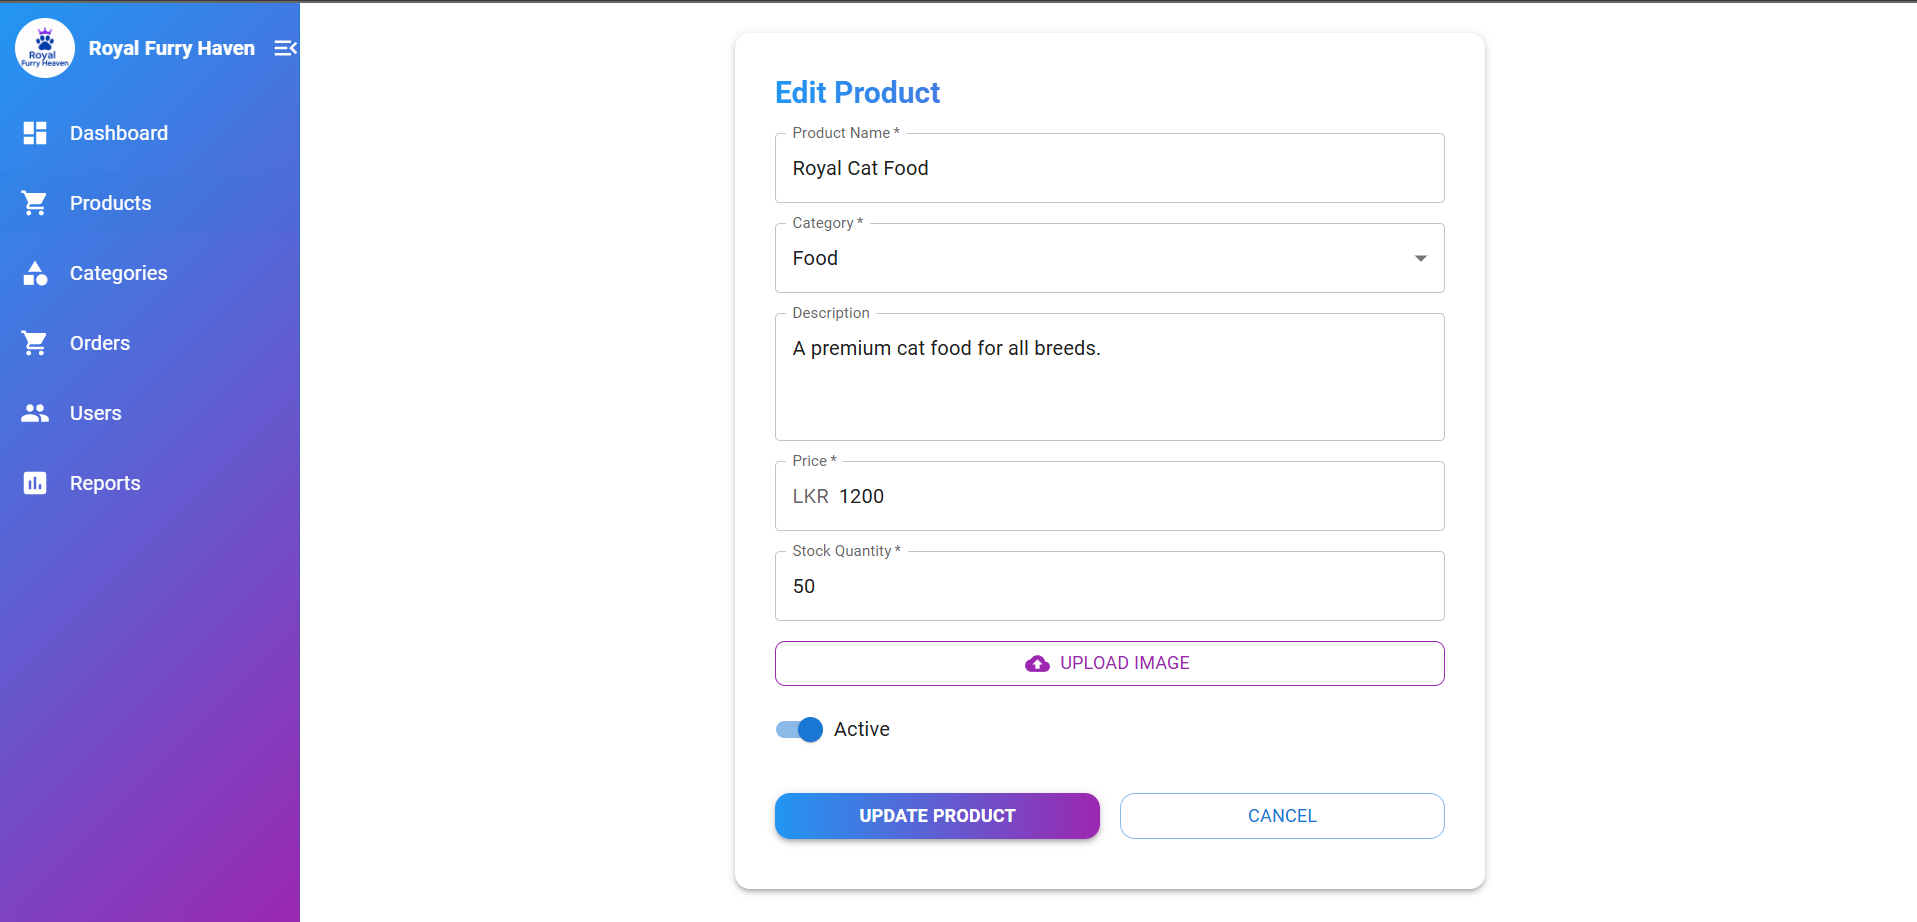 Royal
Furry Heaven
Royal Furry Haven
Dashboard
Products
Categories
Orders
Users
Reports
Edit Product
Product Name *
Royal Cat Food
Category *
Food
Description
A premium cat food for all breeds.
Price *
LKR 1200
Stock Quantity *
50
UPLOAD IMAGE
Active
UPDATE PRODUCT
CANCEL